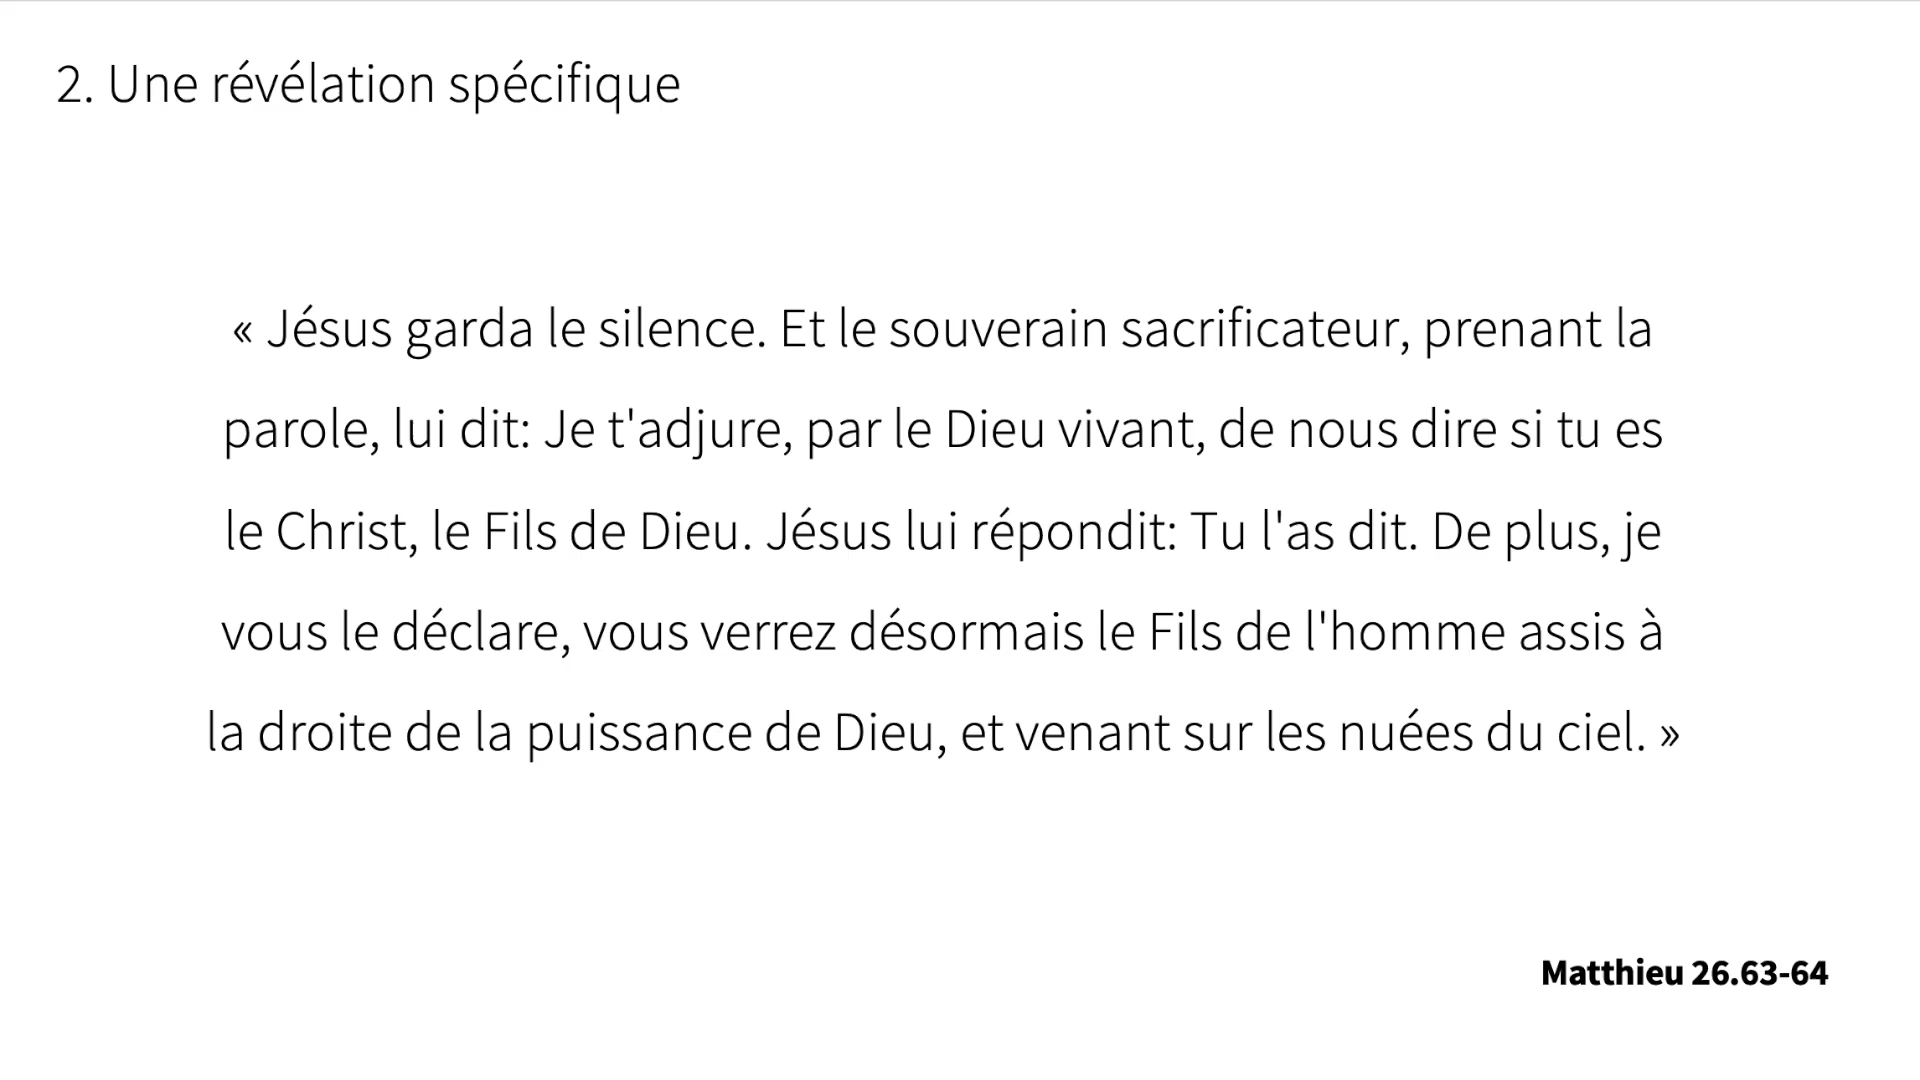 2. Une révélation spécifique
« Jésus garda le silence. Et le souverain sacrificateur, prenant la
parole, lui dit: Je t'adjure, par le Dieu vivant, de nous dire si tu es
le Christ, le Fils de Dieu. Jésus lui répondit: Tu l'as dit. De plus, je
vous le déclare, vous verrez désormais le Fils de l'homme assis à
la droite de la puissance de Dieu, et venant sur les nuées du ciel. »
Matthieu 26.63-64